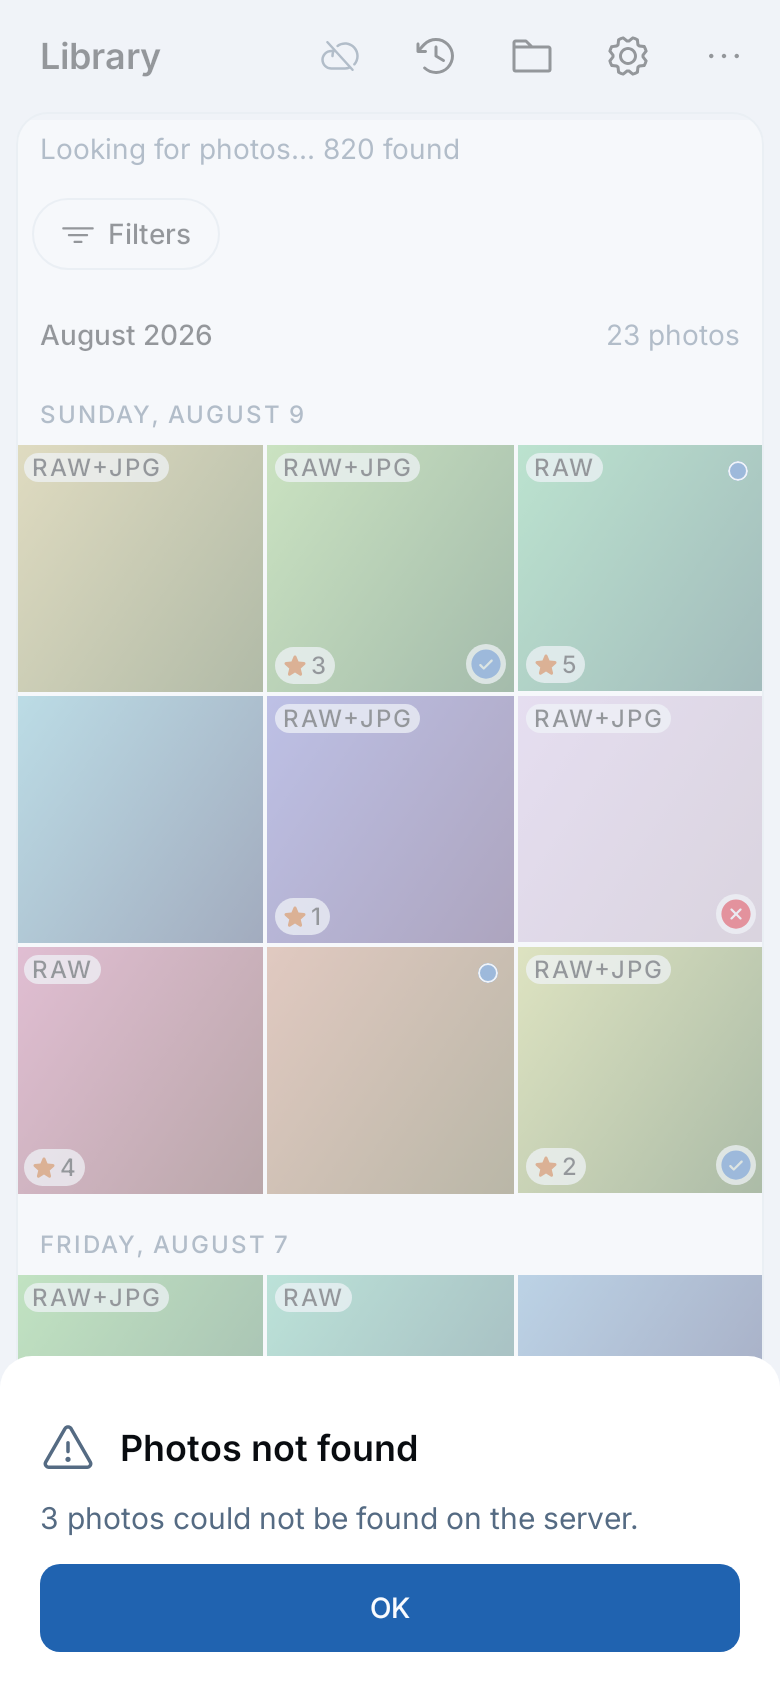 Library
Looking for photos... 820 found
Filters
August 2026 23 photos
SUNDAY, AUGUST 9
RAW+JPG RAW+JPG RAW
3 5
RAW+JPG RAW+JPG
1
RAW RAW+JPG
4 2
FRIDAY, AUGUST 7
RAW+JPG RAW
Photos not found
3 photos could not be found on the server.
OK